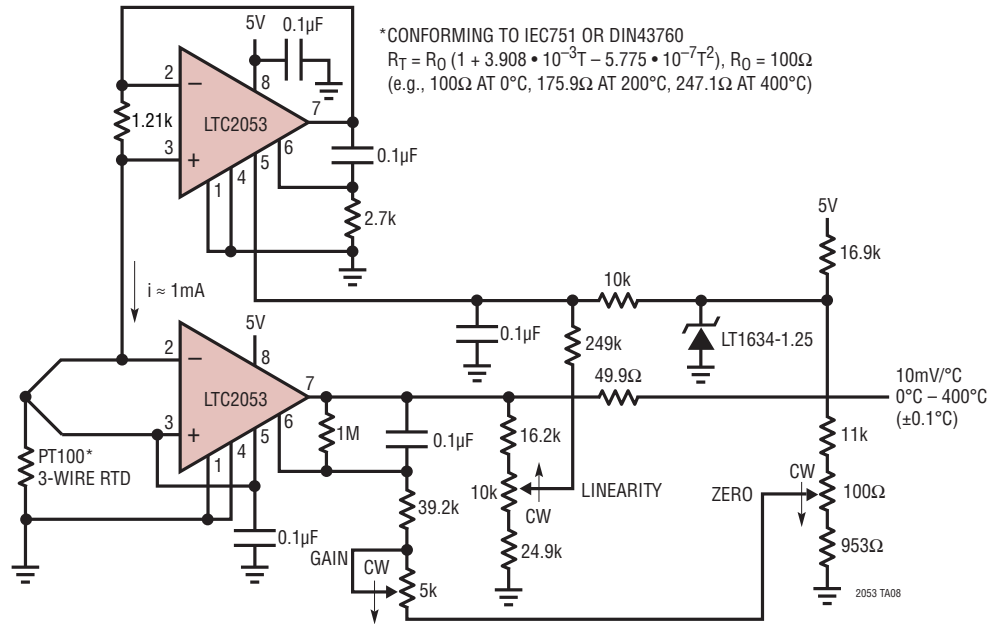 *CONFORMING TO IEC751 OR DIN43760
R_T = R_O (1 + 3.908 • 10⁻³T – 5.775 • 10⁻⁷T²), R_O = 100Ω
(e.g., 100Ω AT 0°C, 175.9Ω AT 200°C, 247.1Ω AT 400°C)
5V
0.1µF
2
–
8
1.21k
LTC2053
7
3
+
6
0.1µF
1
4
5
2.7k
i ≈ 1mA
5V
16.9k
10k
0.1µF
249k
LT1634-1.25
5V
2
–
8
LTC2053
7
3
+
6
1
4
5
49.9Ω
10mV/°C
0°C – 400°C
(±0.1°C)
PT100*
3-WIRE RTD
1M
0.1µF
16.2k
11k
10k
LINEARITY
CW
ZERO
CW
100Ω
39.2k
0.1µF
24.9k
953Ω
GAIN
CW
5k
2053 TA08